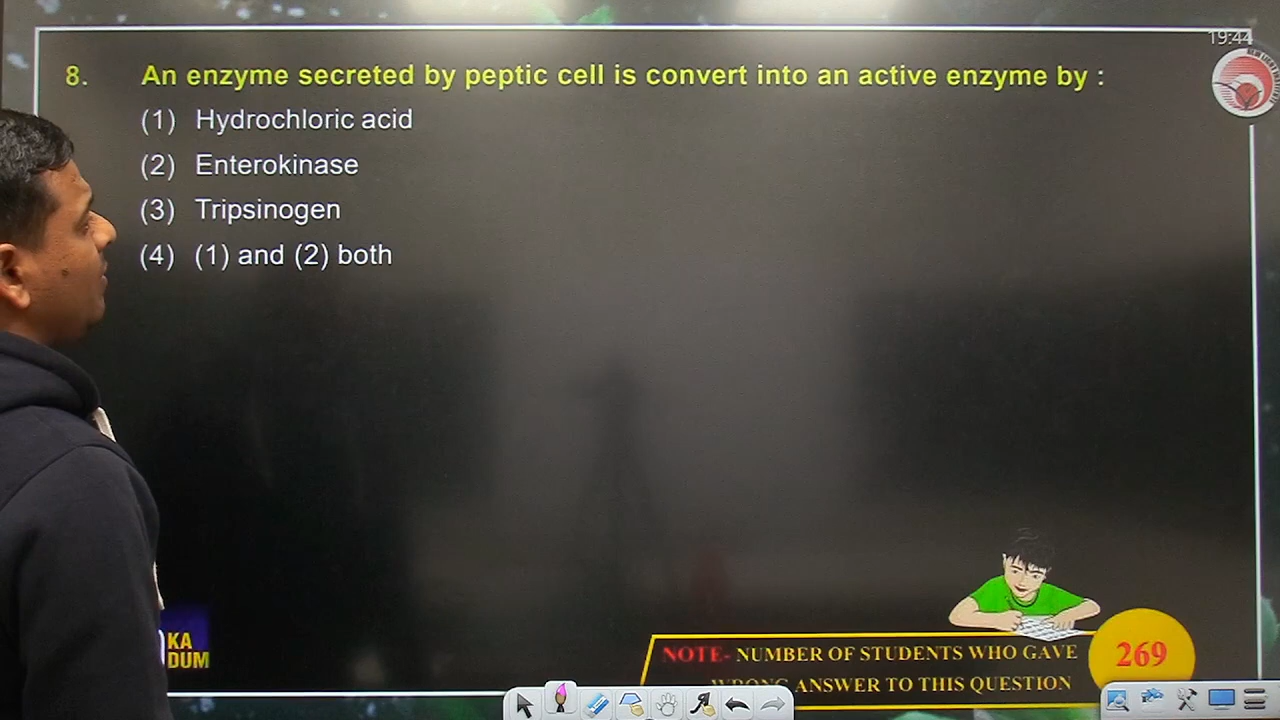 19:44
8. An enzyme secreted by peptic cell is convert into an active enzyme by :
(1) Hydrochloric acid
(2) Enterokinase
(3) Tripsinogen
(4) (1) and (2) both
KA
DUM
NOTE- NUMBER OF STUDENTS WHO GAVE
WRONG ANSWER TO THIS QUESTION
269